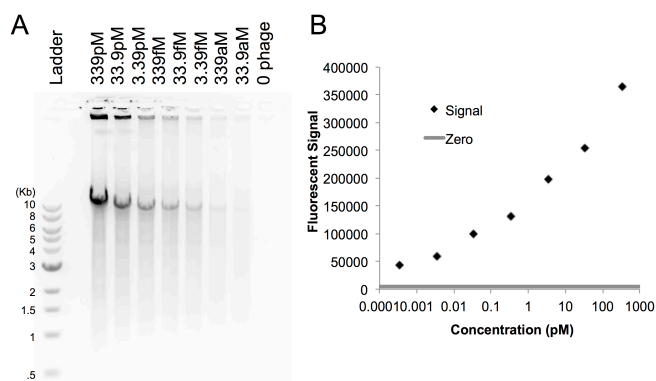 A
Ladder
339pM
33.9pM
3.39pM
339fM
33.9fM
3.39fM
339aM
33.9aM
0 phage
(Kb)
10
8
6
5
4
3
2
1.5
1
.5
B
Fluorescent Signal
400000
350000
300000
250000
200000
150000
100000
50000
0
Signal
Zero
0.0001 0.001 0.01 0.1 1 10 100 1000
Concentration (pM)